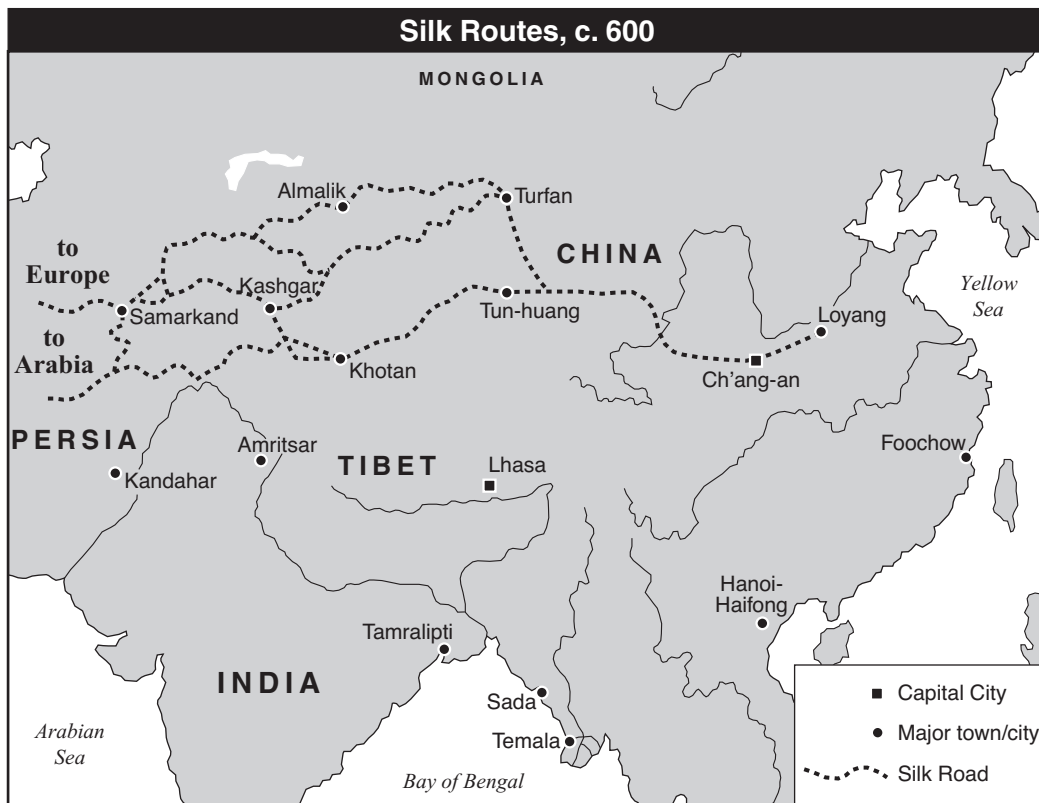 Silk Routes, c. 600
MONGOLIA
Almalik
Turfan
to
Europe
CHINA
Kashgar
Samarkand
Tun-huang
Yellow
Sea
Loyang
to
Arabia
Khotan
Ch'ang-an
PERSIA
Amritsar
Kandahar
TIBET
Lhasa
Foochow
Hanoi-
Haifong
Tamralipti
INDIA
Sada
Temala
Arabian
Sea
Bay of Bengal
Capital City
Major town/city
Silk Road